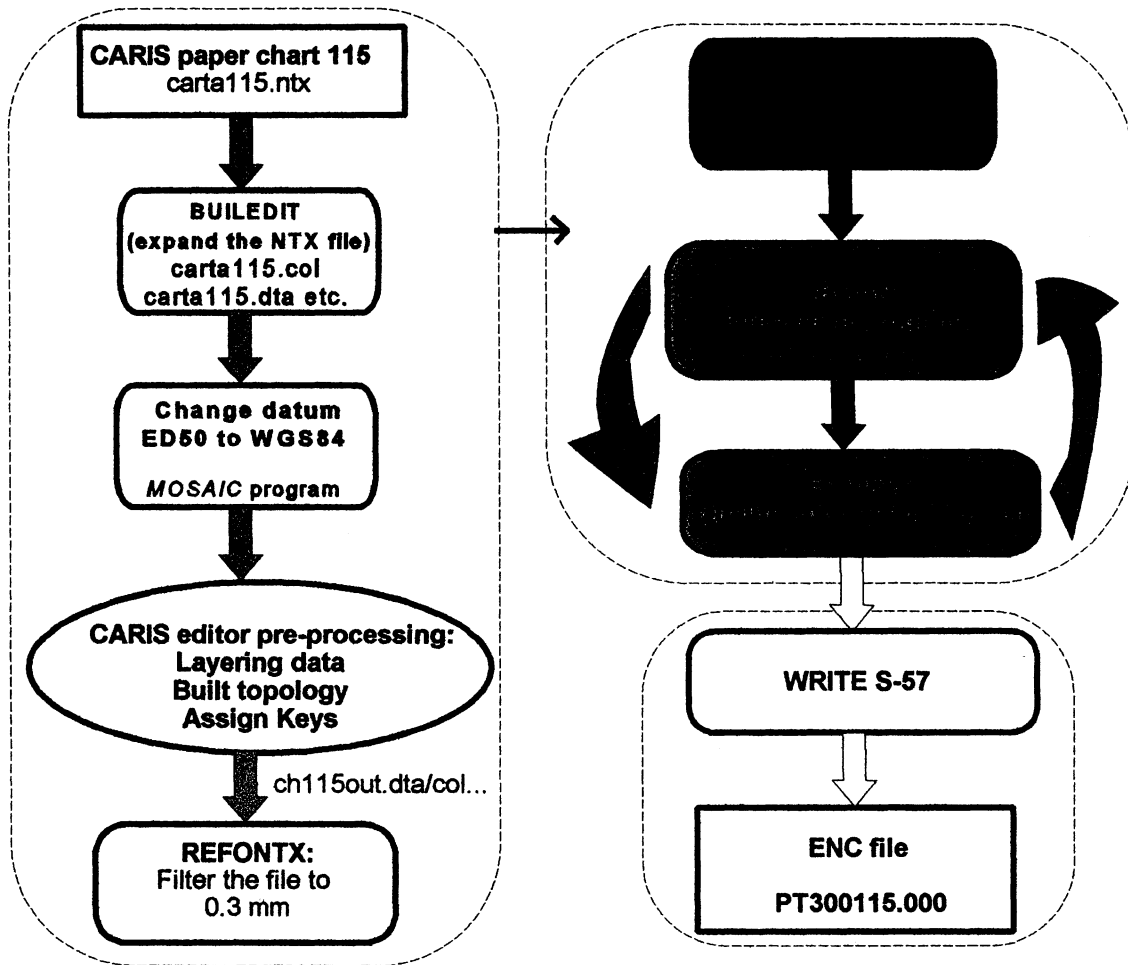 CARIS paper chart 115
carta115.ntx
BUILEDIT
(expand the NTX file)
carta115.col
carta115.dta etc.
Change datum
ED50 to WGS84
MOSAIC program
CARIS editor pre-processing:
Layering data
Built topology
Assign Keys
ch115out.dta/col...
REFONTX:
Filter the file to
0.3 mm
WRITE S-57
ENC file
PT300115.000